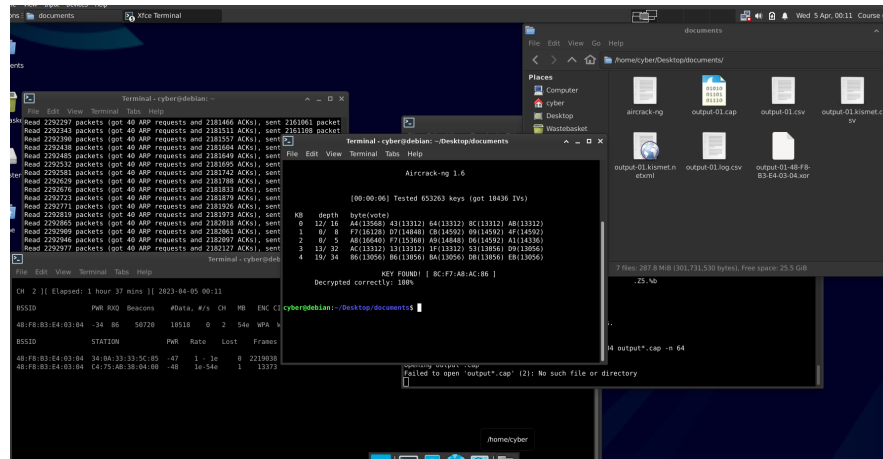 documents
Xfce Terminal
Wed 5 Apr, 00:11
documents
File Edit View Go Help
/home/cyber/Desktop/documents/
Places
Computer
cyber
Desktop
Wastebasket
aircrack-ng
output-01.cap
output-01.csv
output-01.kismet.c
sv
output-01.kismet.n
etxml
output-01.log.csv
output-01-48-F8-
B3-E4-03-04.xor
7 files: 287.8 MiB (301,731,530 bytes), Free space: 25.5 GiB
Terminal - cyber@debian: ~
File Edit View Terminal Tabs Help
Read 2292297 packets (got 40 ARP requests and 2181466 ACKs), sent 2161061 packet
Read 2292343 packets (got 40 ARP requests and 2181511 ACKs), sent 2161108 packet
Read 2292390 packets (got 40 ARP requests and 2181557 ACKs), sent
Read 2292438 packets (got 40 ARP requests and 2181604 ACKs), sent
Read 2292485 packets (got 40 ARP requests and 2181649 ACKs), sent
Read 2292532 packets (got 40 ARP requests and 2181695 ACKs), sent
Read 2292581 packets (got 40 ARP requests and 2181742 ACKs), sent
Read 2292629 packets (got 40 ARP requests and 2181788 ACKs), sent
Read 2292676 packets (got 40 ARP requests and 2181833 ACKs), sent
Read 2292723 packets (got 40 ARP requests and 2181879 ACKs), sent
Read 2292771 packets (got 40 ARP requests and 2181926 ACKs), sent
Read 2292819 packets (got 40 ARP requests and 2181973 ACKs), sent
Read 2292865 packets (got 40 ARP requests and 2182018 ACKs), sent
Read 2292909 packets (got 40 ARP requests and 2182061 ACKs), sent
Read 2292946 packets (got 40 ARP requests and 2182097 ACKs), sent
Read 2292977 packets (got 40 ARP requests and 2182127 ACKs), sent
Terminal - cyber@debian: ~/Desktop/documents
File Edit View Terminal Tabs Help
Aircrack-ng 1.6
[00:00:06] Tested 653263 keys (got 10436 IVs)
KB depth byte(vote)
0 12/ 16 A4(13568) 43(13312) 64(13312) 8C(13312) AB(13312)
1 0/ 8 F7(16128) D7(14848) CB(14592) 09(14592) 4F(14592)
2 0/ 5 A8(16640) F7(15360) A9(14848) D6(14592) A1(14336)
3 13/ 32 AC(13312) 13(13312) 1F(13312) 53(13056) D9(13056)
4 19/ 34 86(13056) B6(13056) BA(13056) DB(13056) EB(13056)
KEY FOUND! [ 8C:F7:A8:AC:86 ]
Decrypted correctly: 100%
cyber@debian:~/Desktop/documents$
Terminal - cyber@deb
File Edit View Terminal Tabs Help
CH 2 ][ Elapsed: 1 hour 37 mins ][ 2023-04-05 00:11
BSSID PWR RXQ Beacons #Data, #/s CH MB ENC
48:F8:B3:E4:03:04 -34 86 50720 10518 0 2 54e WPA
BSSID STATION PWR Rate Lost Frames
48:F8:B3:E4:03:04 34:0A:33:33:5C:85 -47 1 - 1e 0 2219038
48:F8:B3:E4:03:04 C4:75:AB:38:04:00 -48 1e-54e 1 13373
.Z5.%b
output*.cap -n 64
Failed to open 'output*.cap' (2): No such file or directory
/home/cyber